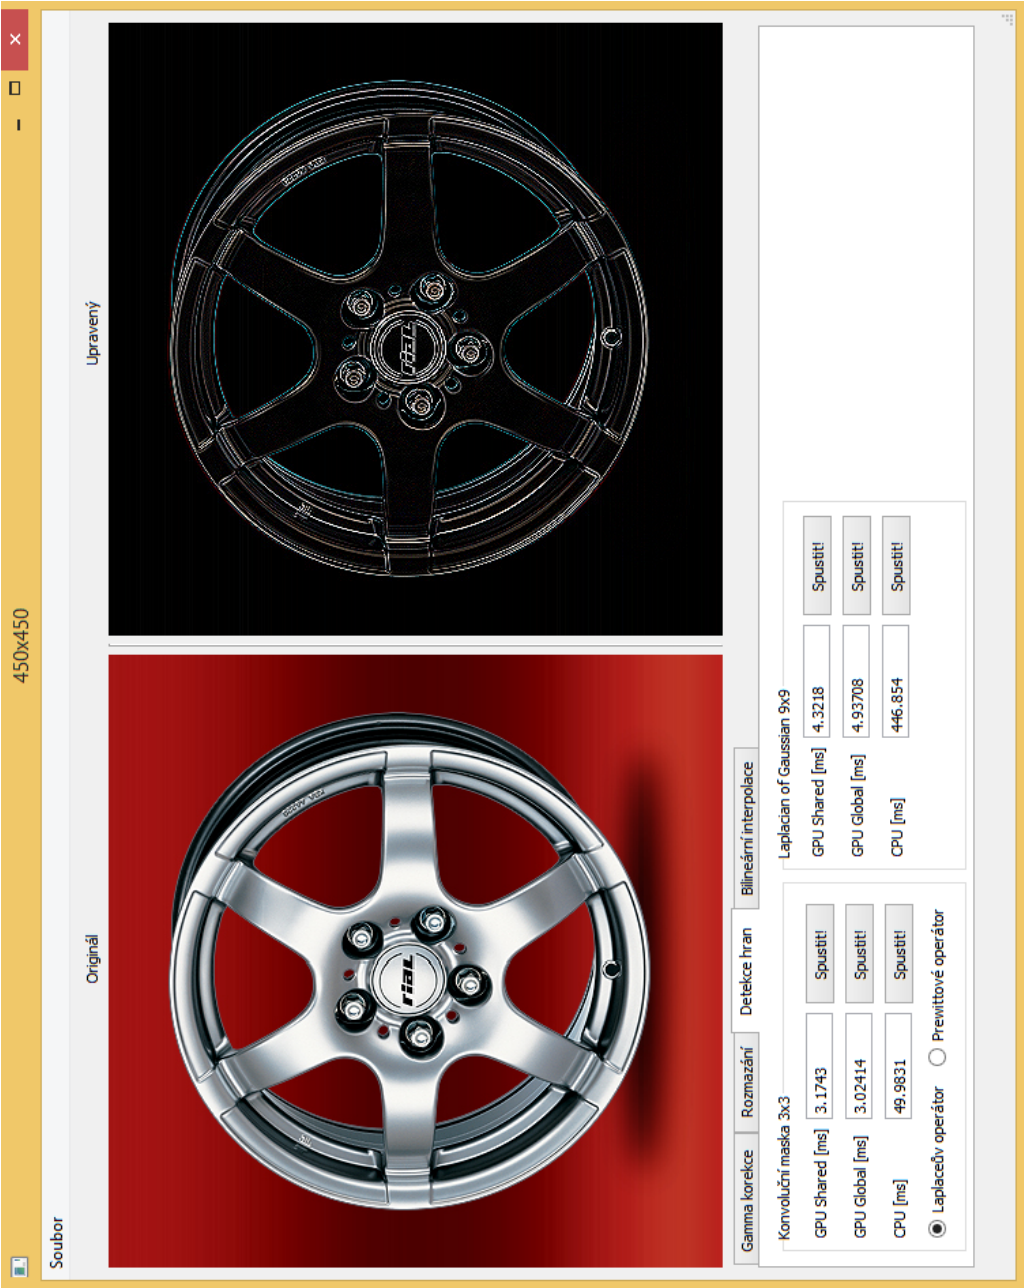 450x450
Soubor
Originál
Upravený
rial
rial
Gamma korekce
Rozmazání
Detekce hran
Bilineární interpolace
Konvoluční maska 3x3
GPU Shared [ms] 3.1743 Spustit!
GPU Global [ms] 3.02414 Spustit!
CPU [ms] 49.9831 Spustit!
Laplaceův operátor
Prewittové operátor
Laplacian of Gaussian 9x9
GPU Shared [ms] 4.3218 Spustit!
GPU Global [ms] 4.93708 Spustit!
CPU [ms] 446.854 Spustit!